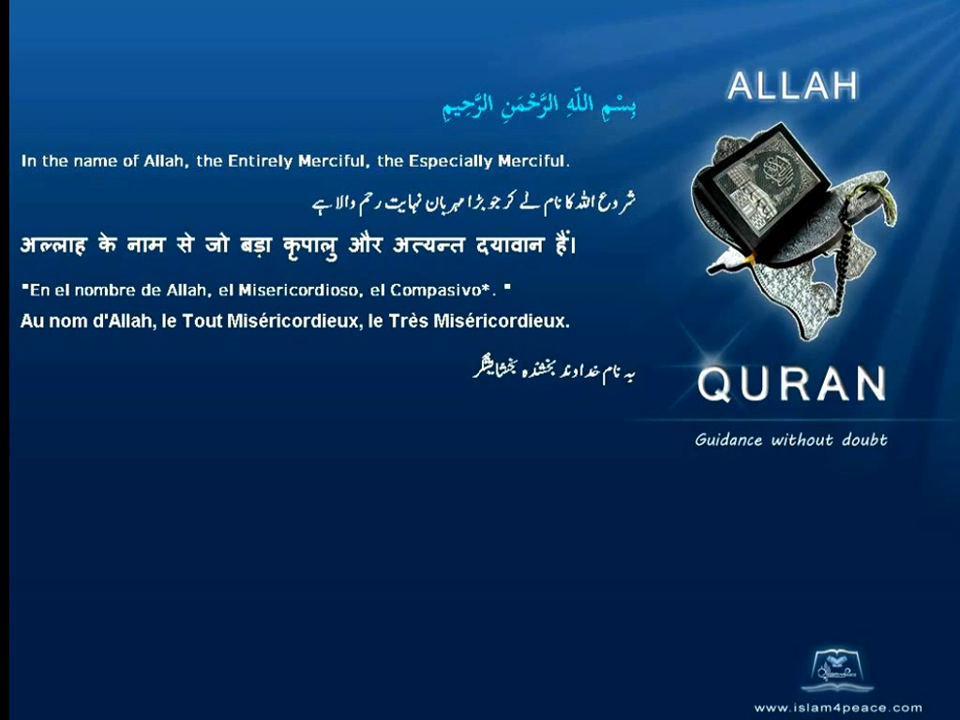 ALLAH
بِسْمِ اللّهِ الرَّحْمَنِ الرَّحِيمِ
In the name of Allah, the Entirely Merciful, the Especially Merciful.
شروع الله کا نام لے کر جو بڑا مہربان نہایت رحم والا ہے
अल्लाह के नाम से जो बड़ा कृपालु और अत्यन्त दयावान हैं।
"En el nombre de Allah, el Misericordioso, el Compasivo*. "
Au nom d'Allah, le Tout Miséricordieux, le Très Miséricordieux.
به نام خداوند بخشنده بخشایشگر
QURAN
Guidance without doubt
www.islam4peace.com